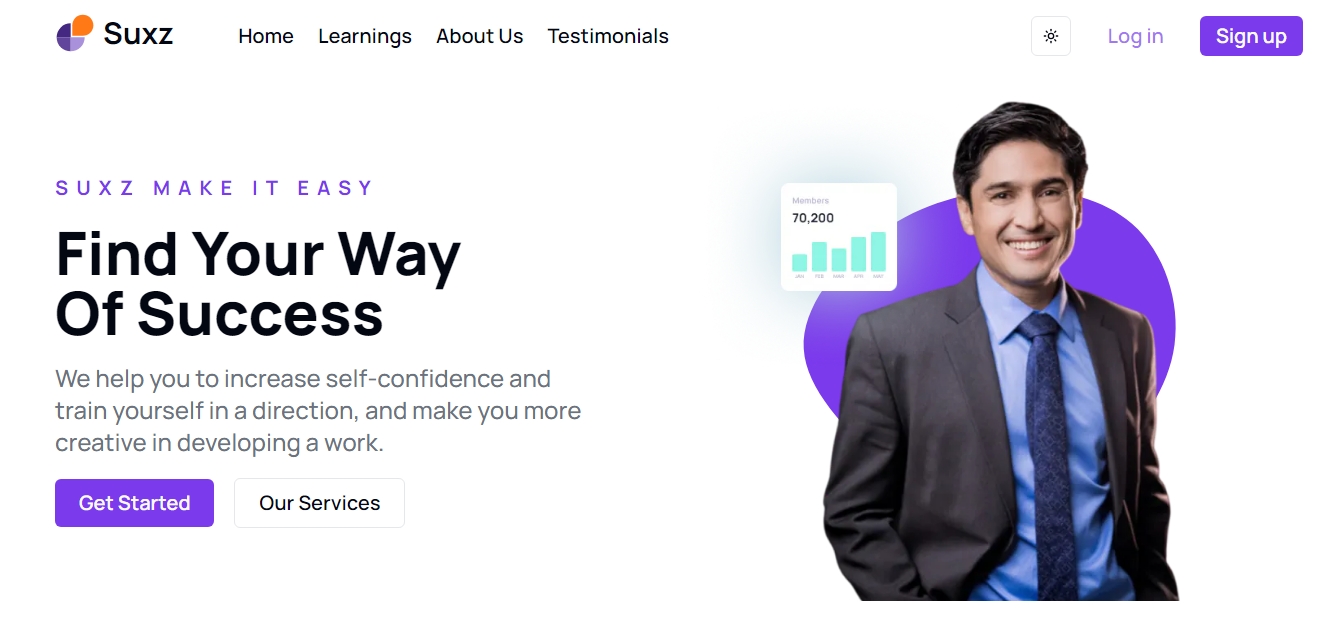 Suxz
Home Learnings About Us Testimonials
Log in
Sign up
SUXZ MAKE IT EASY
Find Your Way
Of Success
We help you to increase self-confidence and
train yourself in a direction, and make you more
creative in developing a work.
Get Started
Our Services
Members
70,200
JAN FEB MAR APR MAY